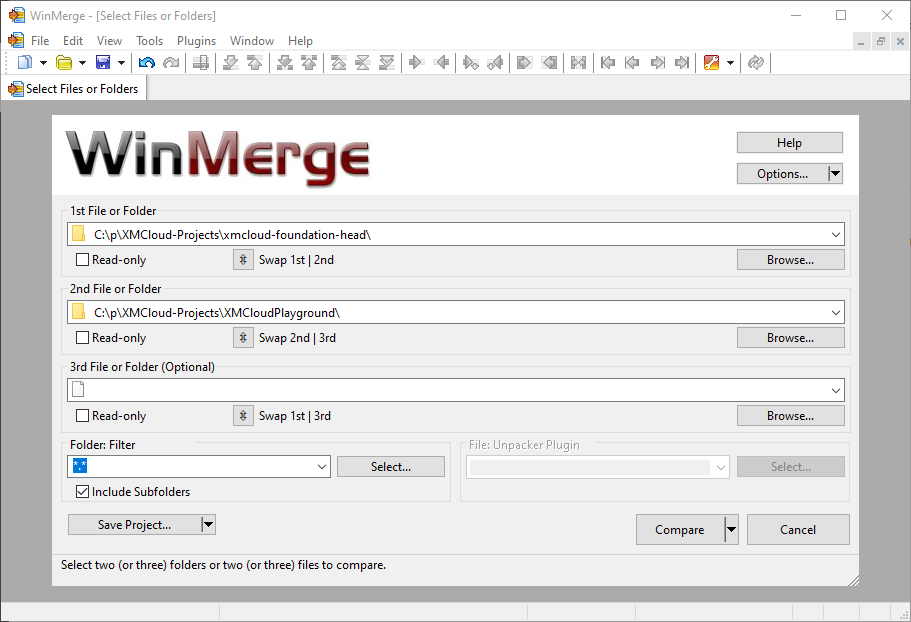 WinMerge - [Select Files or Folders]
File Edit View Tools Plugins Window Help
Select Files or Folders
WinMerge
Help
Options...
1st File or Folder
C:\p\XMCloud-Projects\xmcloud-foundation-head\
Read-only Swap 1st | 2nd Browse...
2nd File or Folder
C:\p\XMCloud-Projects\XMCloudPlayground\
Read-only Swap 2nd | 3rd Browse...
3rd File or Folder (Optional)
Read-only Swap 1st | 3rd Browse...
Folder: Filter File: Unpacker Plugin
*.* Select... Select...
Include Subfolders
Save Project... Compare Cancel
Select two (or three) folders or two (or three) files to compare.